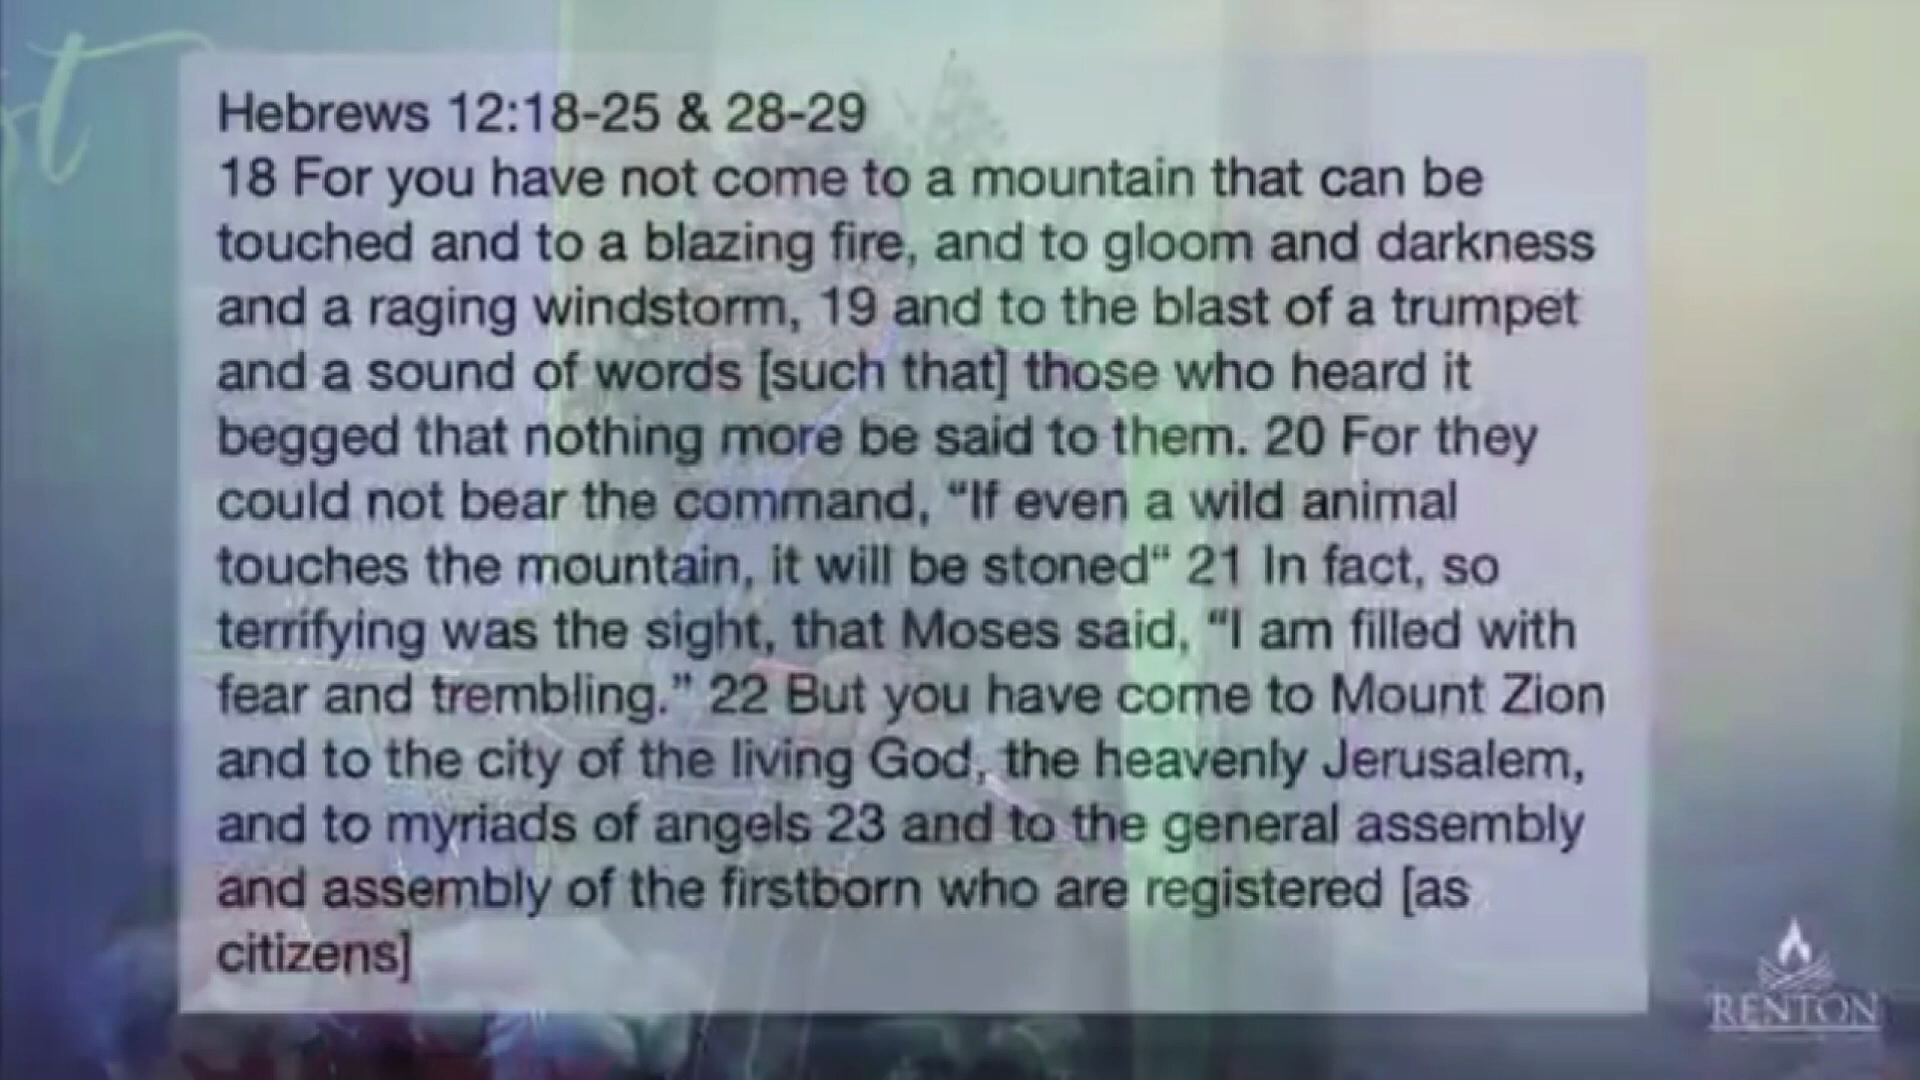 st
Hebrews 12:18-25 & 28-29
18 For you have not come to a mountain that can be
touched and to a blazing fire, and to gloom and darkness
and a raging windstorm, 19 and to the blast of a trumpet
and a sound of words [such that] those who heard it
begged that nothing more be said to them. 20 For they
could not bear the command, “If even a wild animal
touches the mountain, it will be stoned“ 21 In fact, so
terrifying was the sight, that Moses said, “I am filled with
fear and trembling.” 22 But you have come to Mount Zion
and to the city of the living God, the heavenly Jerusalem,
and to myriads of angels 23 and to the general assembly
and assembly of the firstborn who are registered [as
citizens]
RENTON